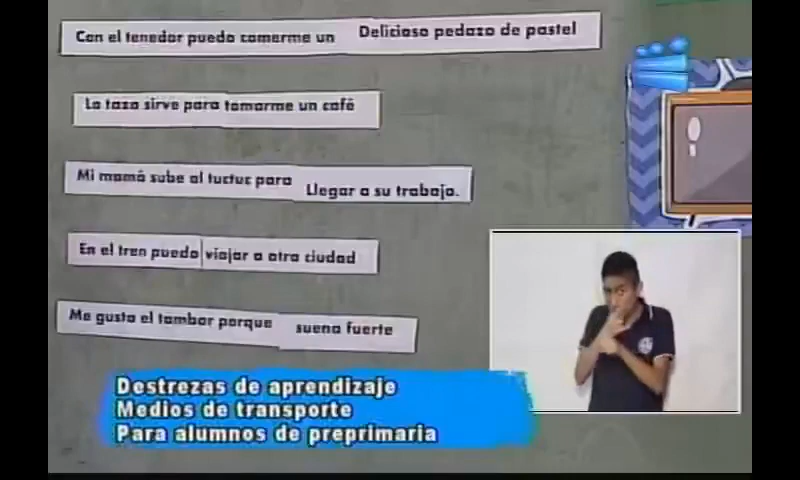 Con el tenedor puedo comerme un Delicioso pedazo de pastel
La taza sirve para tomarme un café
Mi mamá sube al tuctuc para Llegar a su trabajo.
En el tren puedo viajar a otra ciudad
Me gusta el tambor porque suena fuerte
Destrezas de aprendizaje
Medios de transporte
Para alumnos de preprimaria